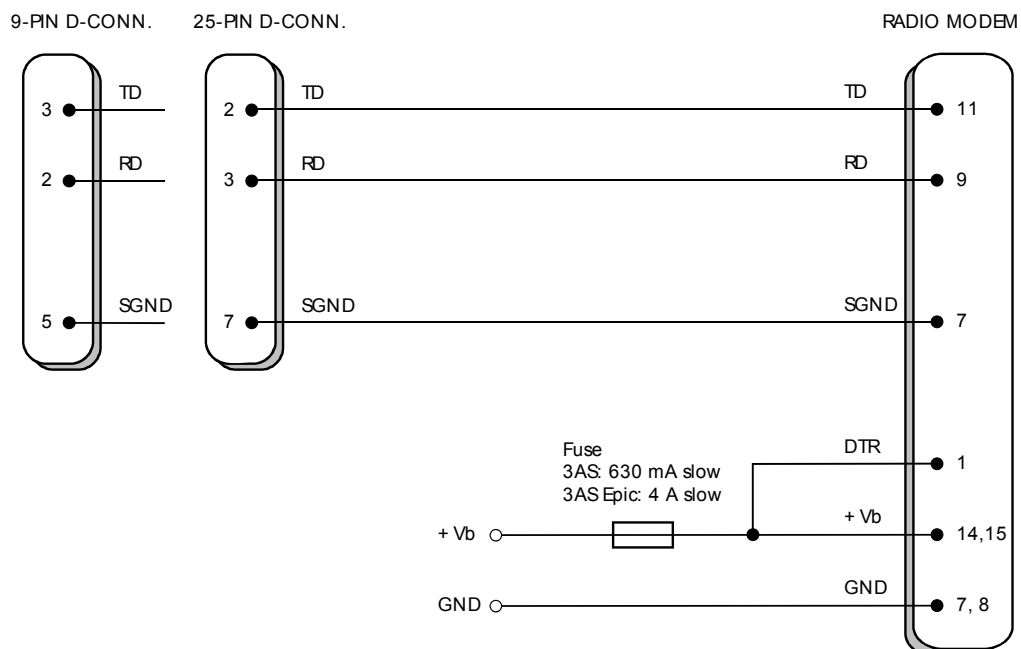 9-PIN D-CONN.
25-PIN D-CONN.
RADIO MODEM
3
TD
2
TD
TD
11
2
RD
3
RD
RD
9
5
SGND
7
SGND
SGND
7
Fuse
3AS: 630 mA slow
3AS Epic: 4 A slow
DTR
1
+ Vb
+ Vb
14,15
GND
GND
7, 8